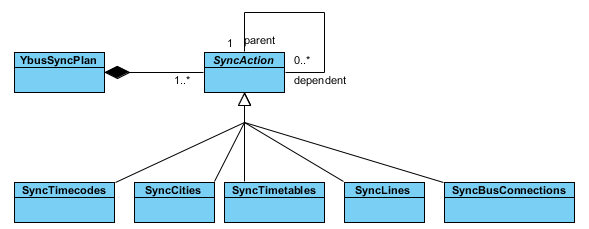 1 parent
YbusSyncPlan
SyncAction
0..*
1..*
dependent
SyncTimecodes
SyncCities
SyncTimetables
SyncLines
SyncBusConnections